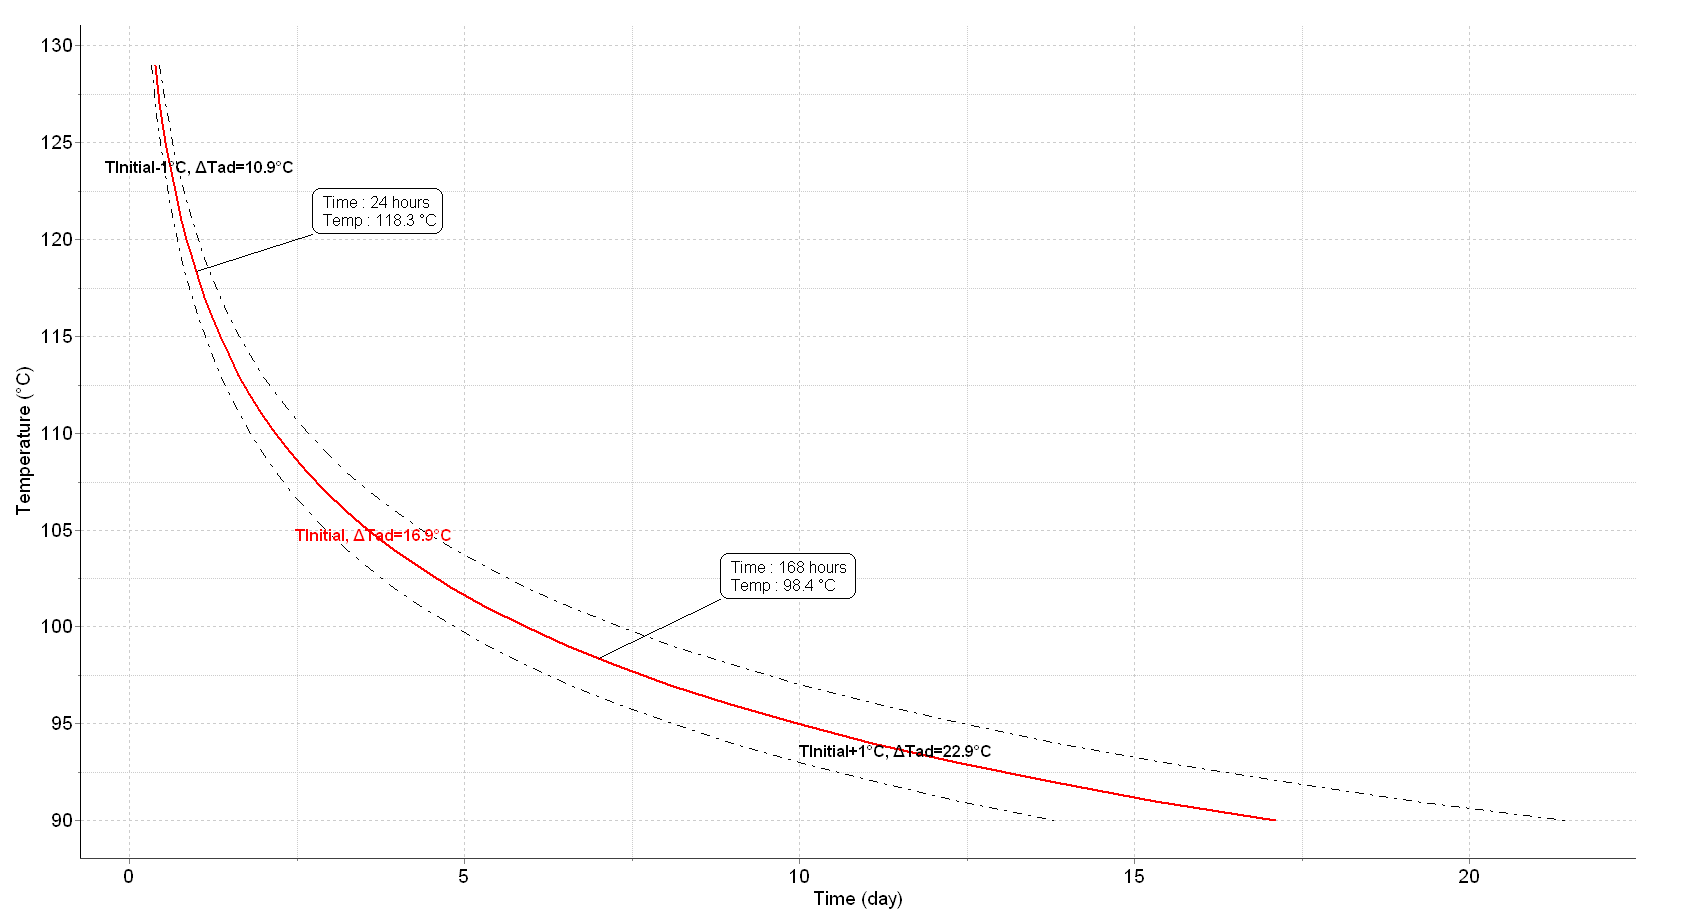 130
125
TInitial-1°C, ΔTad=10.9°C
Time : 24 hours
Temp : 118.3 °C
120
115
110
Temperature (°C)
105
TInitial, ΔTad=16.9°C
Time : 168 hours
Temp : 98.4 °C
100
95
TInitial+1°C, ΔTad=22.9°C
90
0 5 10 15 20
Time (day)